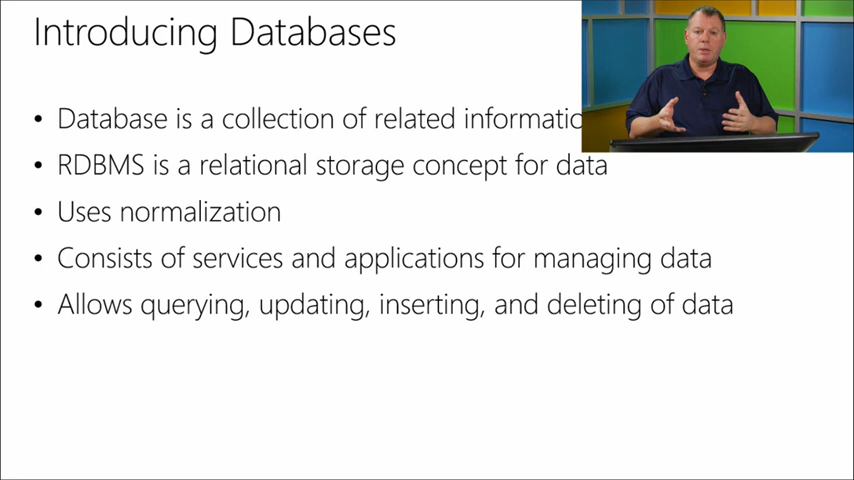 Introducing Databases
• Database is a collection of related
• RDBMS is a relational storage concept for data
• Uses normalization
• Consists of services and applications for managing data
• Allows querying, updating, inserting, and deleting of data